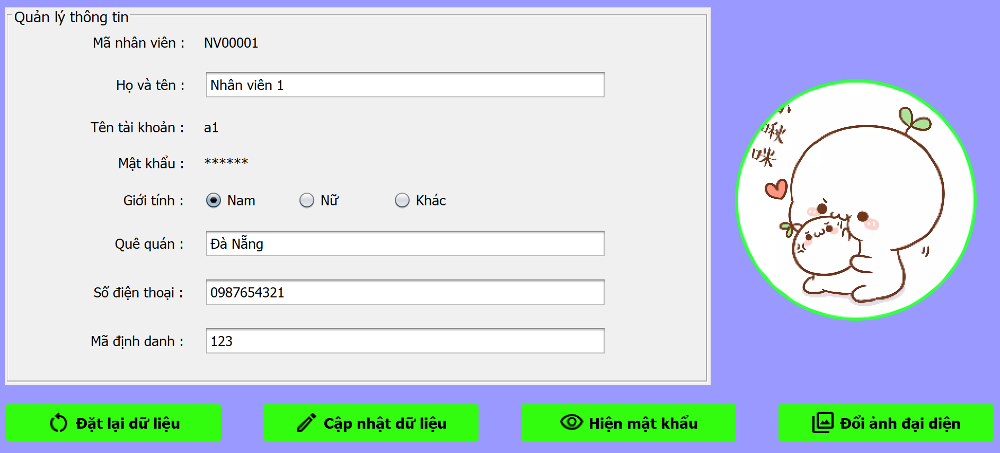 Quản lý thông tin
Mã nhân viên : NV00001
Họ và tên : Nhân viên 1
Tên tài khoản : a1
Mật khẩu : ******
Giới tính : Nam Nữ Khác
Quê quán : Đà Nẵng
Số điện thoại : 0987654321
Mã định danh : 123
啾
咪
Đặt lại dữ liệu
Cập nhật dữ liệu
Hiện mật khẩu
Đổi ảnh đại diện